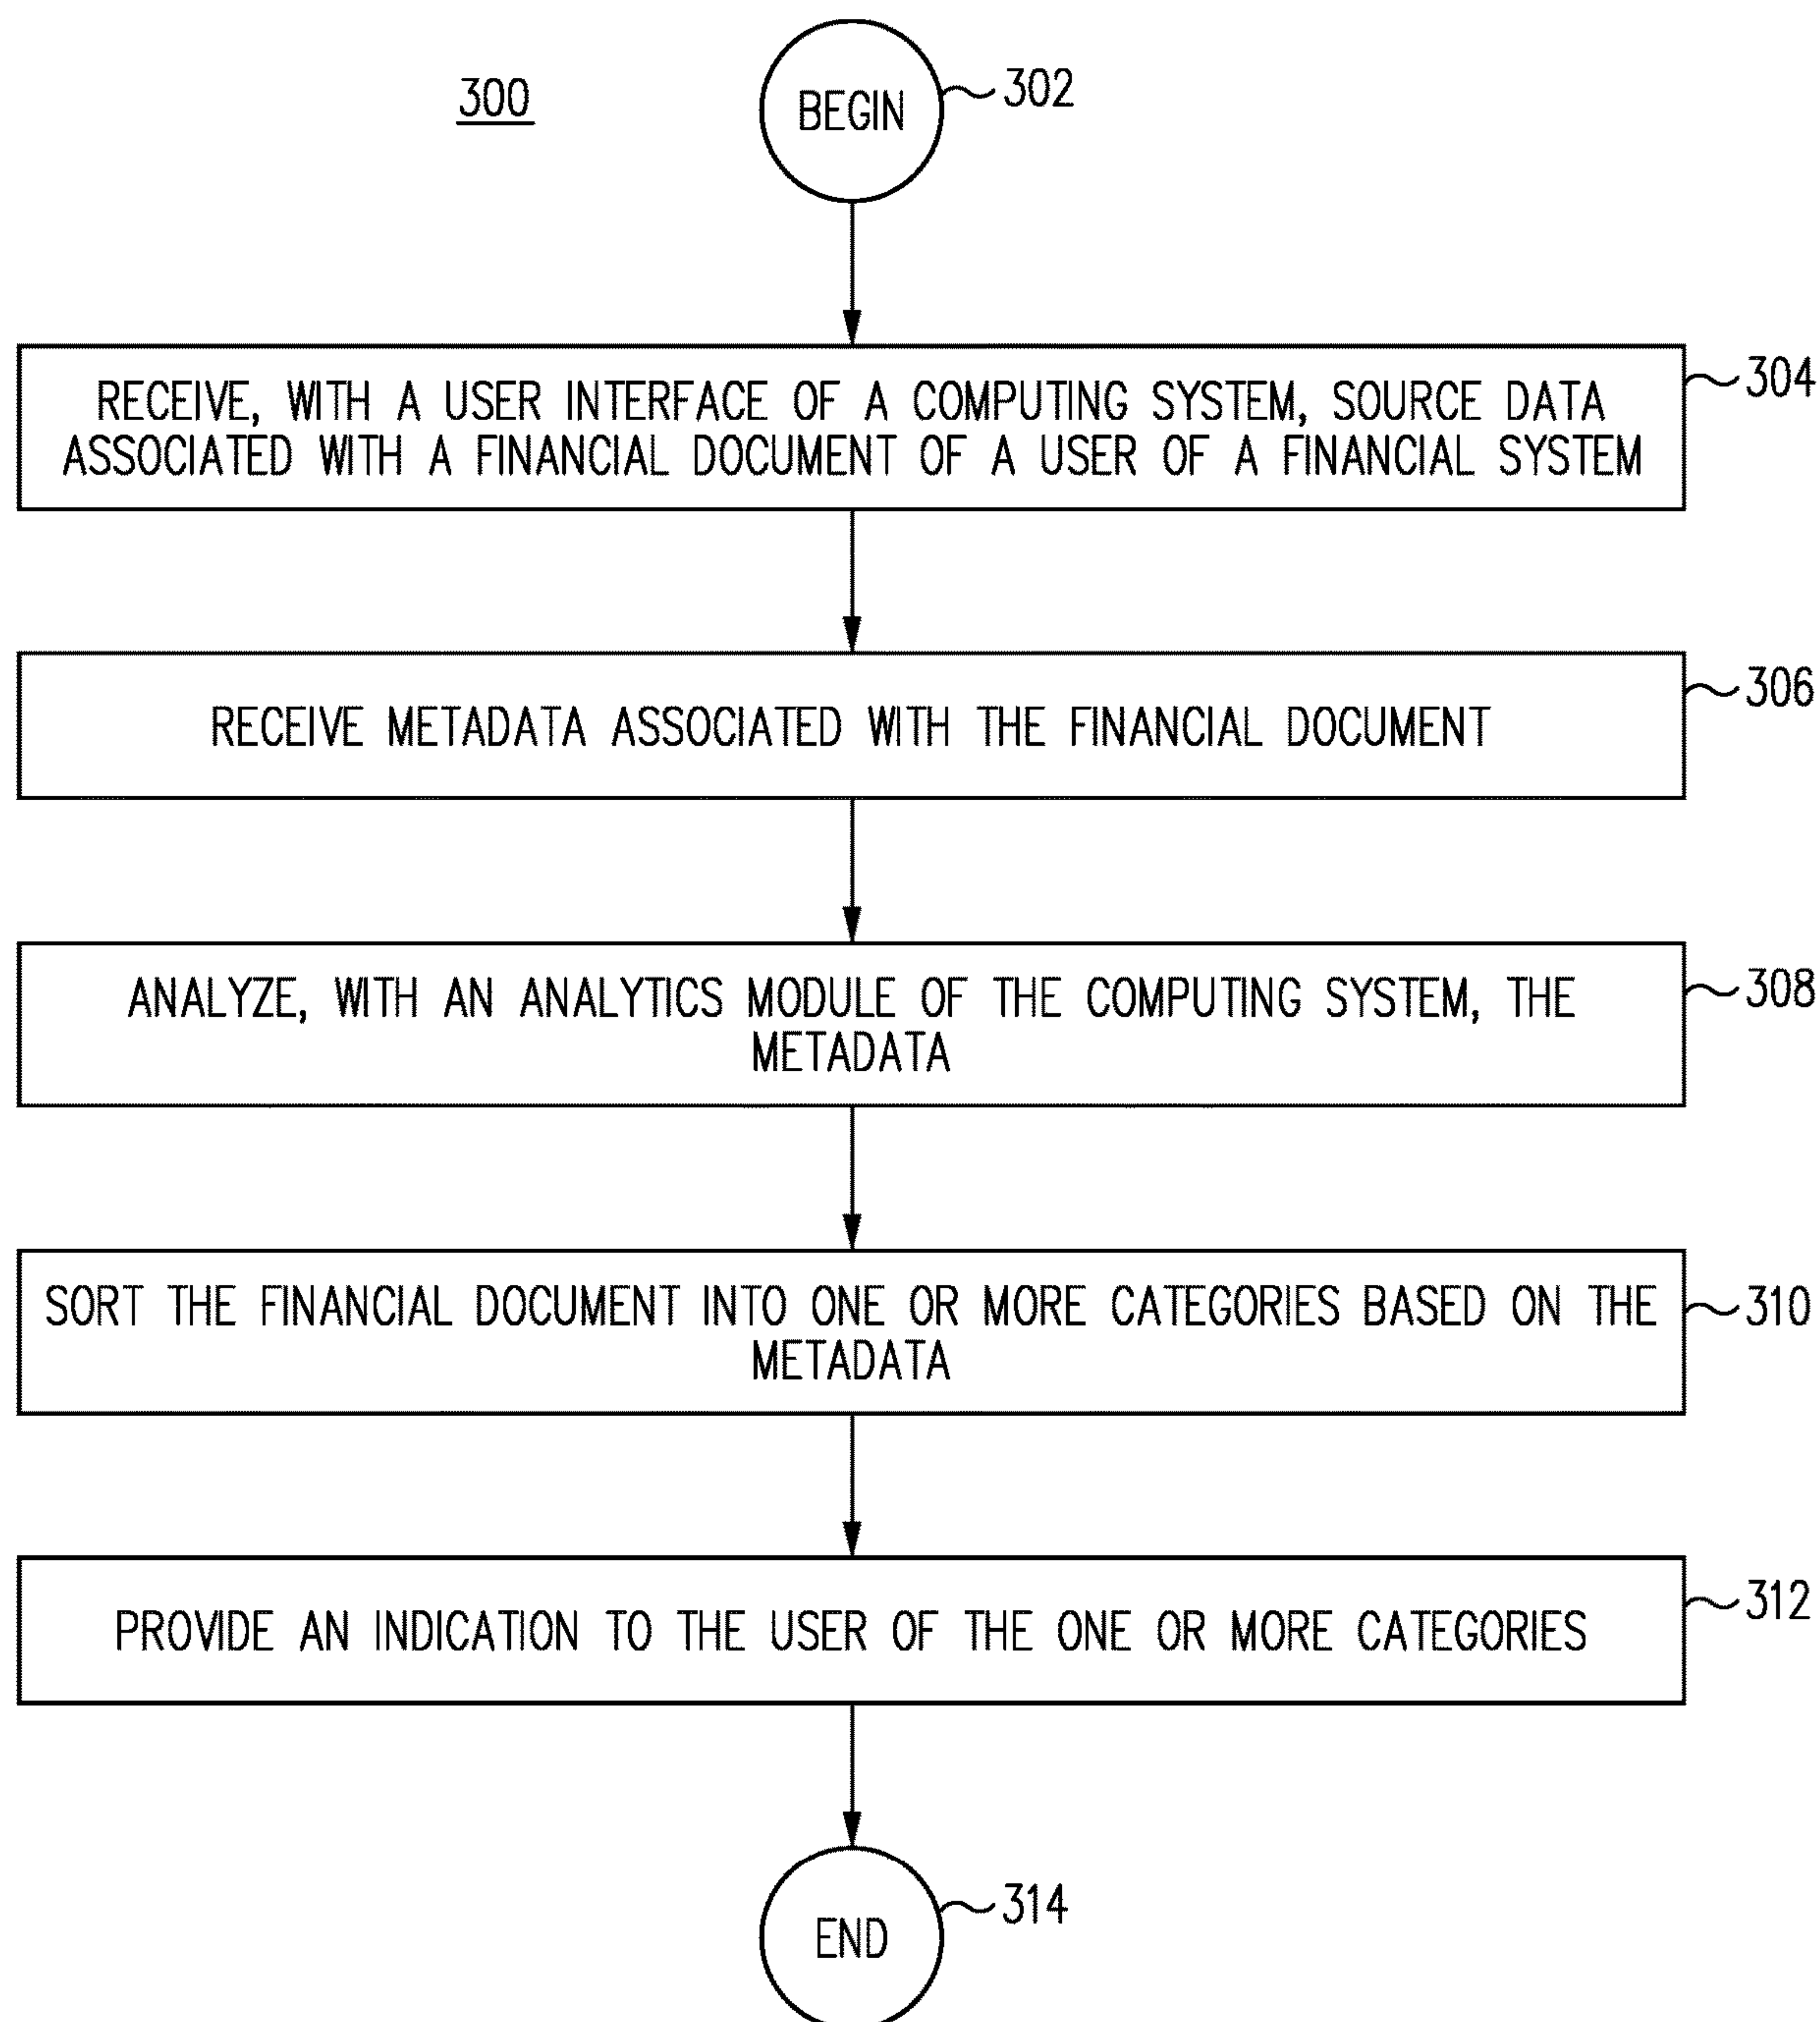 300
BEGIN
302
RECEIVE, WITH A USER INTERFACE OF A COMPUTING SYSTEM, SOURCE DATA
ASSOCIATED WITH A FINANCIAL DOCUMENT OF A USER OF A FINANCIAL SYSTEM
304
RECEIVE METADATA ASSOCIATED WITH THE FINANCIAL DOCUMENT
306
ANALYZE, WITH AN ANALYTICS MODULE OF THE COMPUTING SYSTEM, THE
METADATA
308
SORT THE FINANCIAL DOCUMENT INTO ONE OR MORE CATEGORIES BASED ON THE
METADATA
310
PROVIDE AN INDICATION TO THE USER OF THE ONE OR MORE CATEGORIES
312
END
314